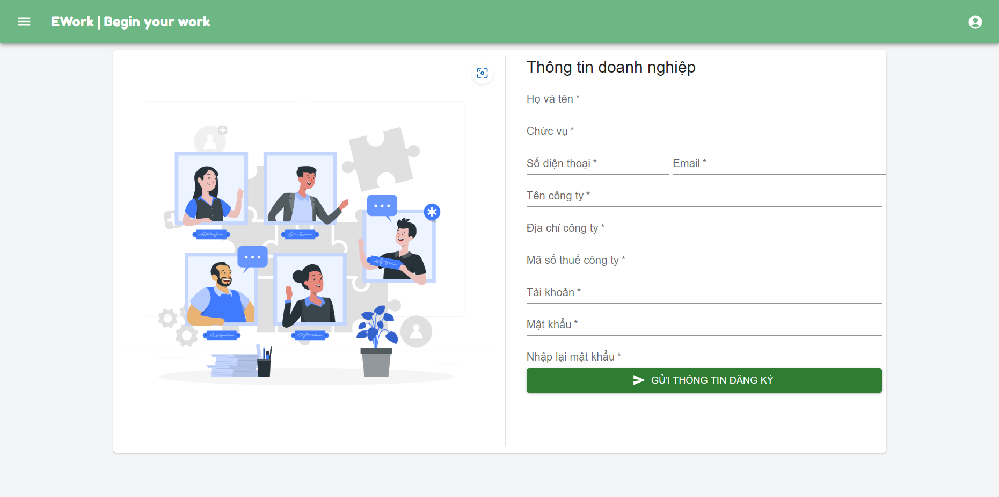 EWork | Begin your work
Thông tin doanh nghiệp
Họ và tên *
Chức vụ *
Số điện thoại * Email *
Tên công ty *
Địa chỉ công ty *
Mã số thuế công ty *
Tài khoản *
Mật khẩu *
Nhập lại mật khẩu *
GỬI THÔNG TIN ĐĂNG KÝ